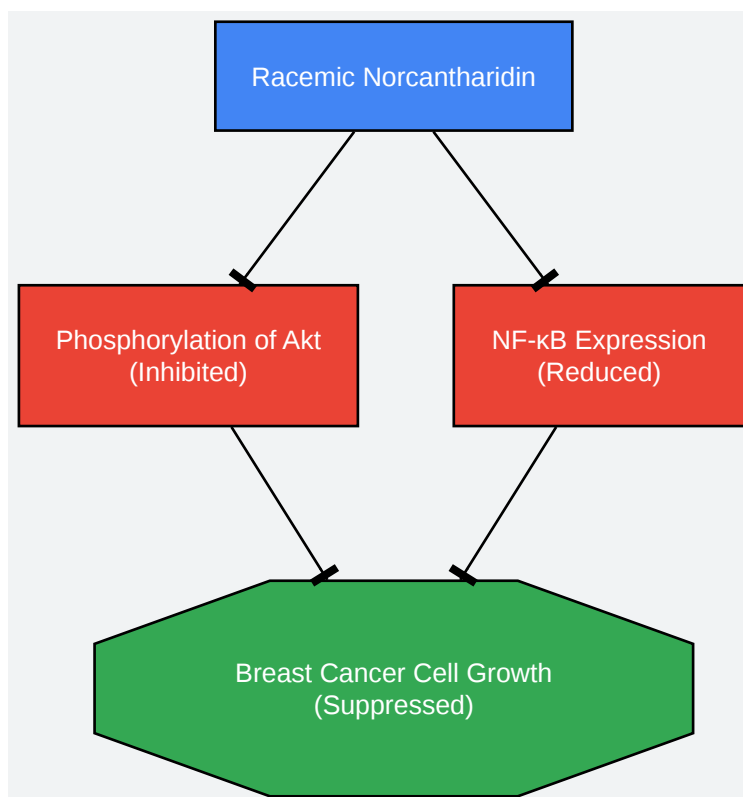 Racemic Norcantharidin
Phosphorylation of Akt
(Inhibited)
NF-κB Expression
(Reduced)
Breast Cancer Cell Growth
(Suppressed)